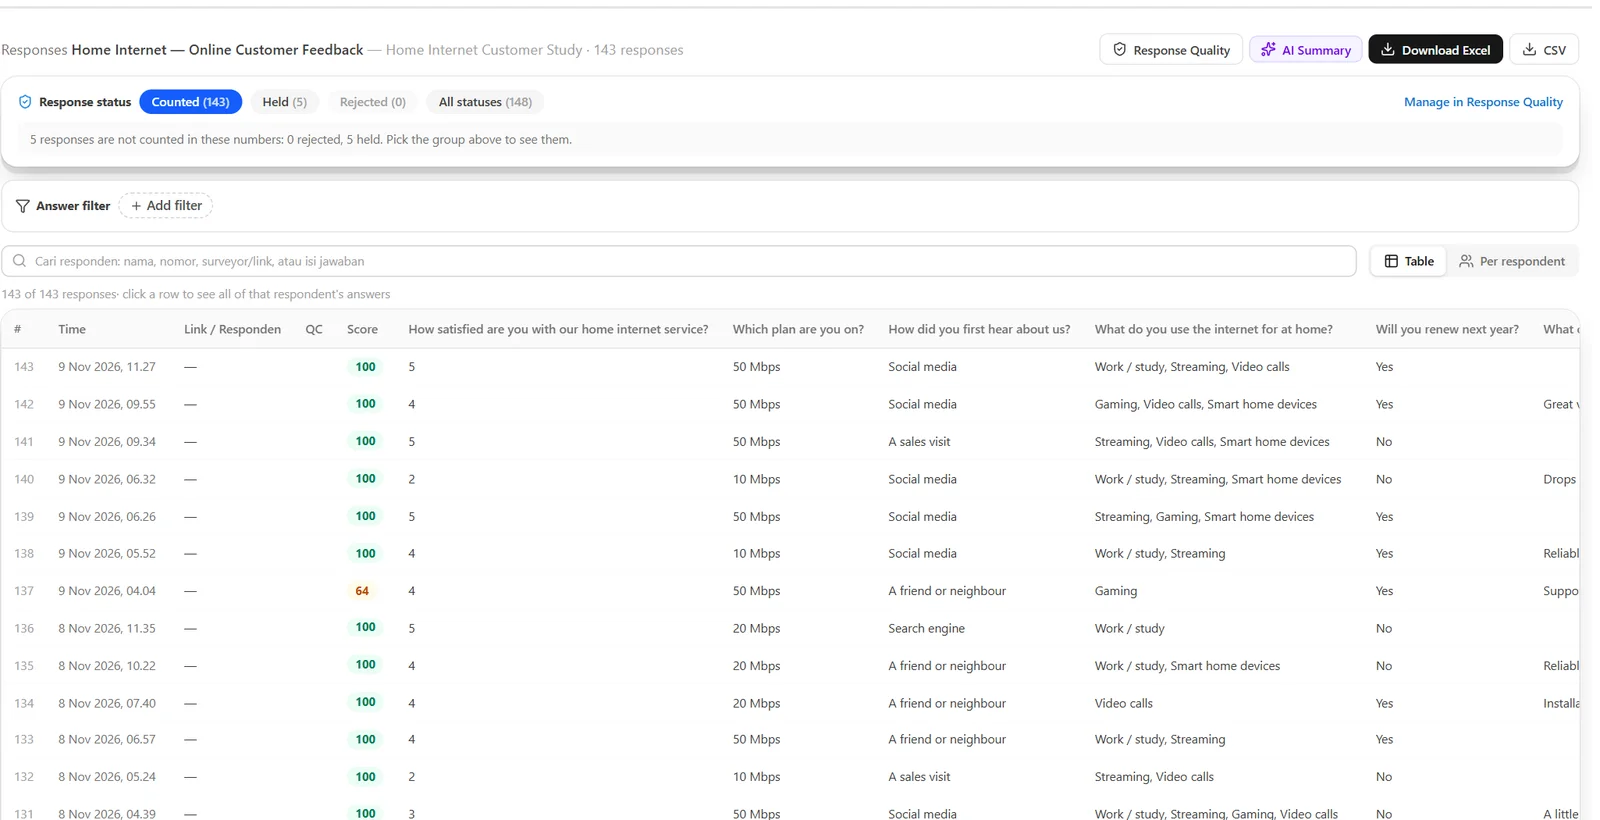 Responses Home Internet — Online Customer Feedback — Home Internet Customer Study · 143 responses
Response Quality AI Summary Download Excel CSV
Response status Counted (143) Held (5) Rejected (0) All statuses (148) Manage in Response Quality
5 responses are not counted in these numbers: 0 rejected, 5 held. Pick the group above to see them.
Answer filter + Add filter
Cari responden: nama, nomor, surveyor/link, atau isi jawaban Table Per respondent
143 of 143 responses· click a row to see all of that respondent's answers
# Time Link / Responden QC Score How satisfied are you with our home internet service? Which plan are you on? How did you first hear about us? What do you use the internet for at home? Will you renew next year? What
143 9 Nov 2026, 11.27 — 100 5 50 Mbps Social media Work / study, Streaming, Video calls Yes
142 9 Nov 2026, 09.55 — 100 4 50 Mbps Social media Gaming, Video calls, Smart home devices Yes Great
141 9 Nov 2026, 09.34 — 100 5 50 Mbps A sales visit Streaming, Video calls, Smart home devices No
140 9 Nov 2026, 06.32 — 100 2 10 Mbps Social media Work / study, Streaming, Smart home devices No Drops
139 9 Nov 2026, 06.26 — 100 5 50 Mbps Social media Streaming, Gaming, Smart home devices Yes
138 9 Nov 2026, 05.52 — 100 4 10 Mbps Social media Work / study, Streaming Yes Reliabl
137 9 Nov 2026, 04.04 — 64 4 50 Mbps A friend or neighbour Gaming Yes Suppo
136 8 Nov 2026, 11.35 — 100 5 20 Mbps Search engine Work / study No
135 8 Nov 2026, 10.22 — 100 4 20 Mbps A friend or neighbour Work / study, Smart home devices No Reliabl
134 8 Nov 2026, 07.40 — 100 4 20 Mbps A friend or neighbour Video calls Yes Installa
133 8 Nov 2026, 06.57 — 100 4 50 Mbps A friend or neighbour Work / study, Streaming Yes
132 8 Nov 2026, 05.24 — 100 2 10 Mbps A sales visit Streaming, Video calls No
131 8 Nov 2026, 04.39 — 100 3 50 Mbps Social media Work / study, Streaming, Gaming, Video calls No A little